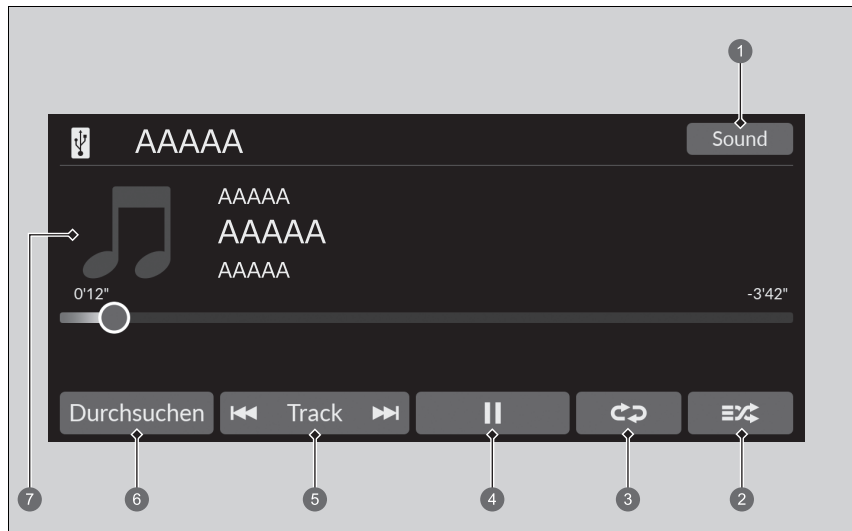 1
AAAAA
Sound
AAAAA
AAAAA
AAAAA
7
0'12"
-3'42"
Durchsuchen
Track
6
5
4
3
2